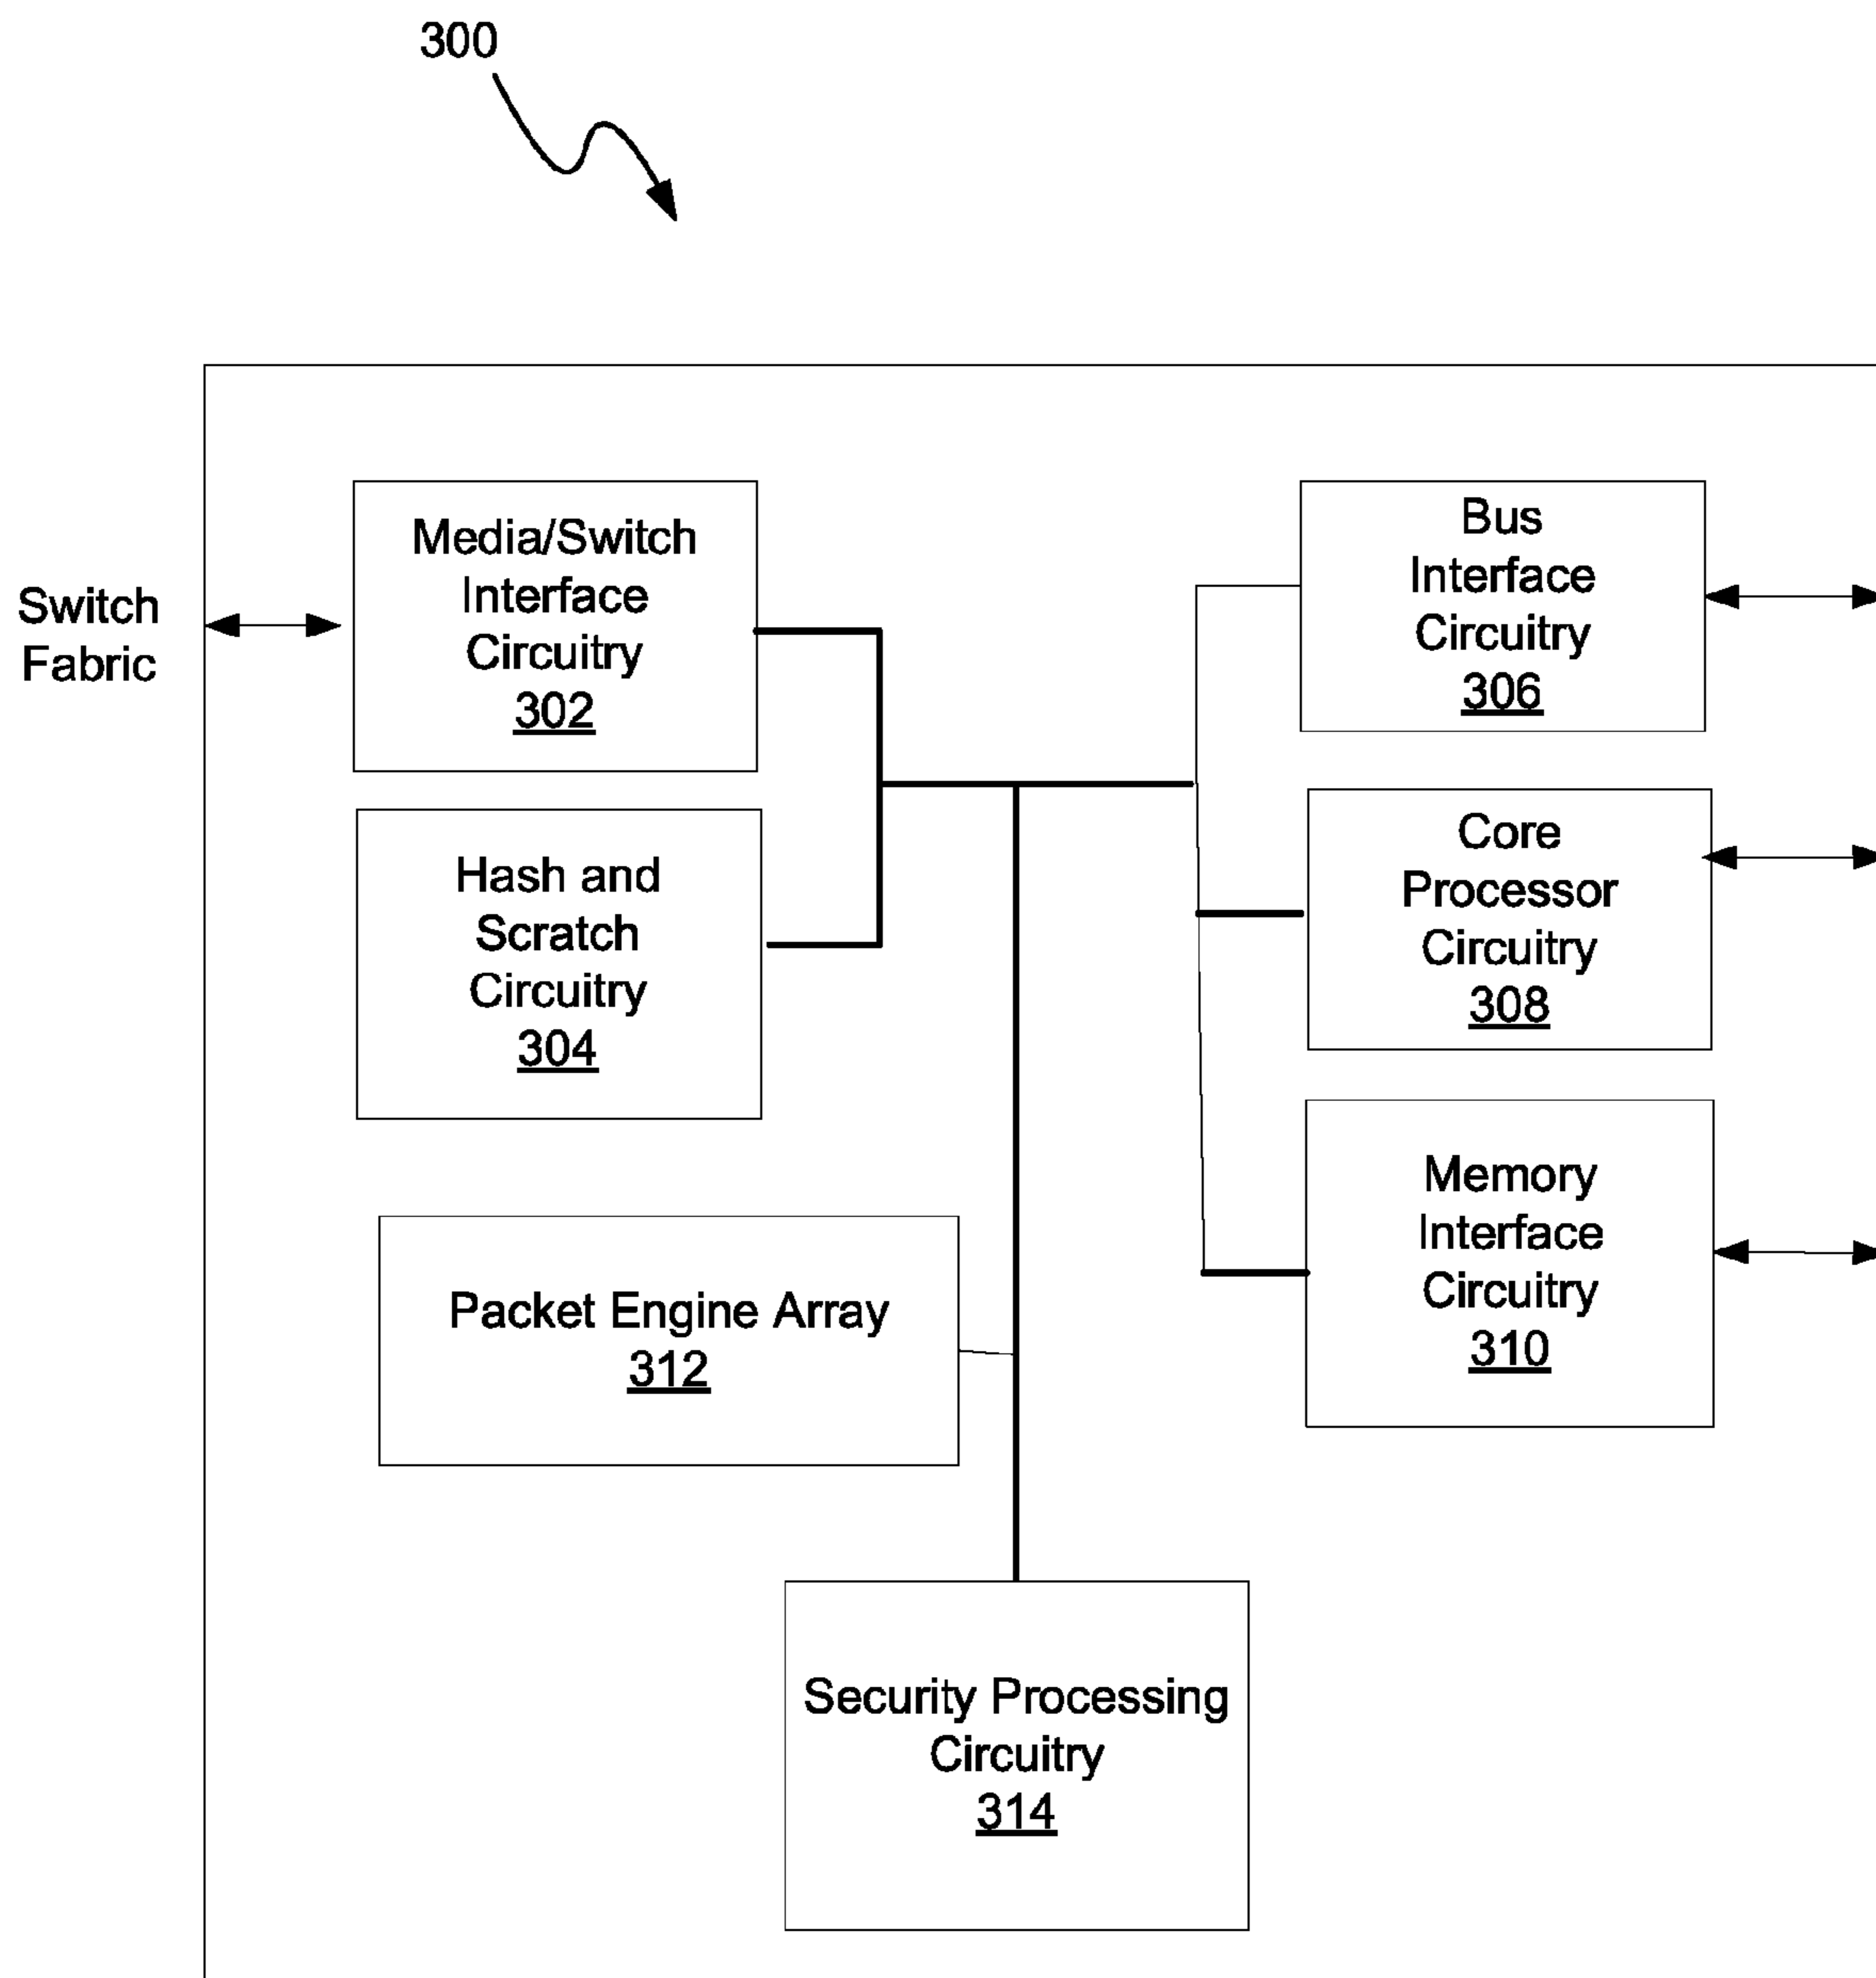 300
Switch
Fabric
Media/Switch
Interface
Circuitry
302
Hash and
Scratch
Circuitry
304
Bus
Interface
Circuitry
306
Core
Processor
Circuitry
308
Memory
Interface
Circuitry
310
Packet Engine Array
312
Security Processing
Circuitry
314